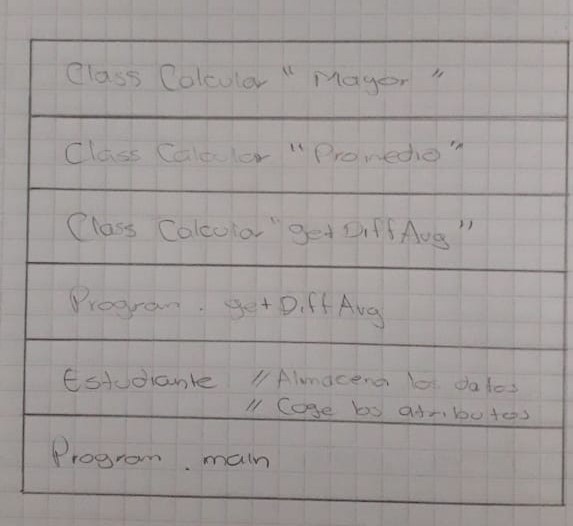 Class Calcular " Mayor "
Class Calcular "Promedio"
Class Calcular "getDiffAvg"
Program . getDiffAvg
Estudiante // Almacena los datos
// Coge los atributos
Program . main